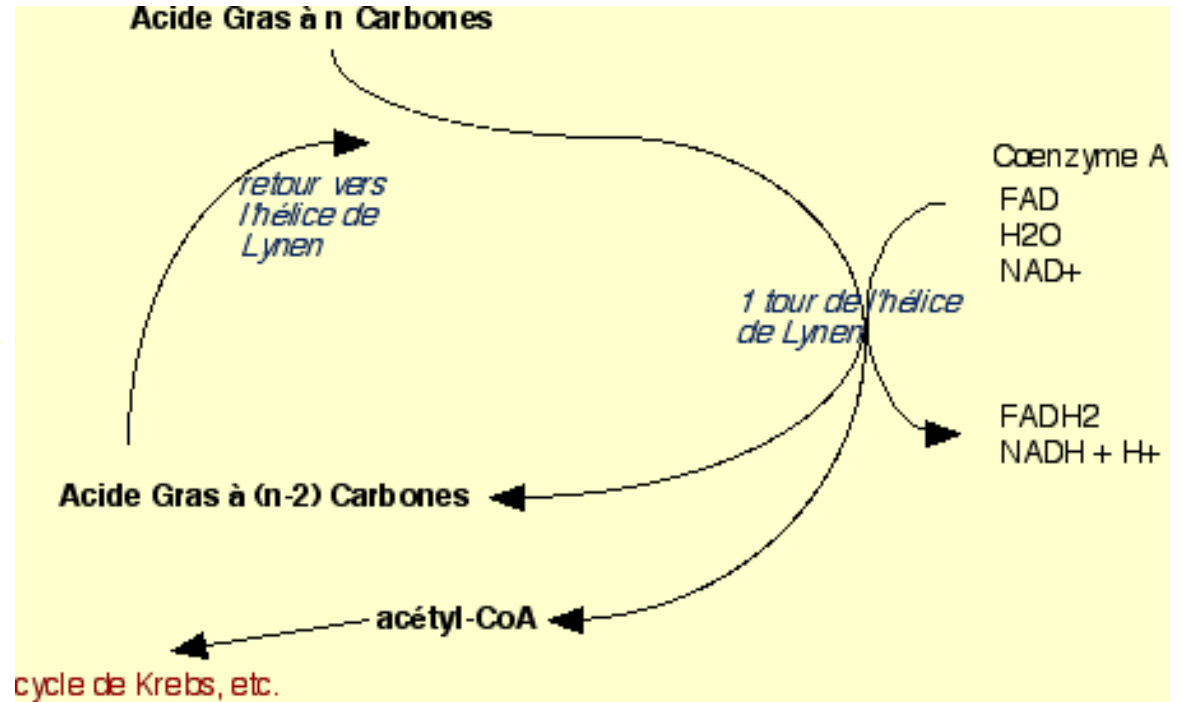 Acide Gras à n Carbones
Coenzyme A
FAD
H2O
NAD+
retour vers
l'hélice de
Lynen
1 tour de l'hélice
de Lynen
FADH2
NADH + H+
Acide Gras à (n-2) Carbones
acétyl-CoA
cycle de Krebs, etc.